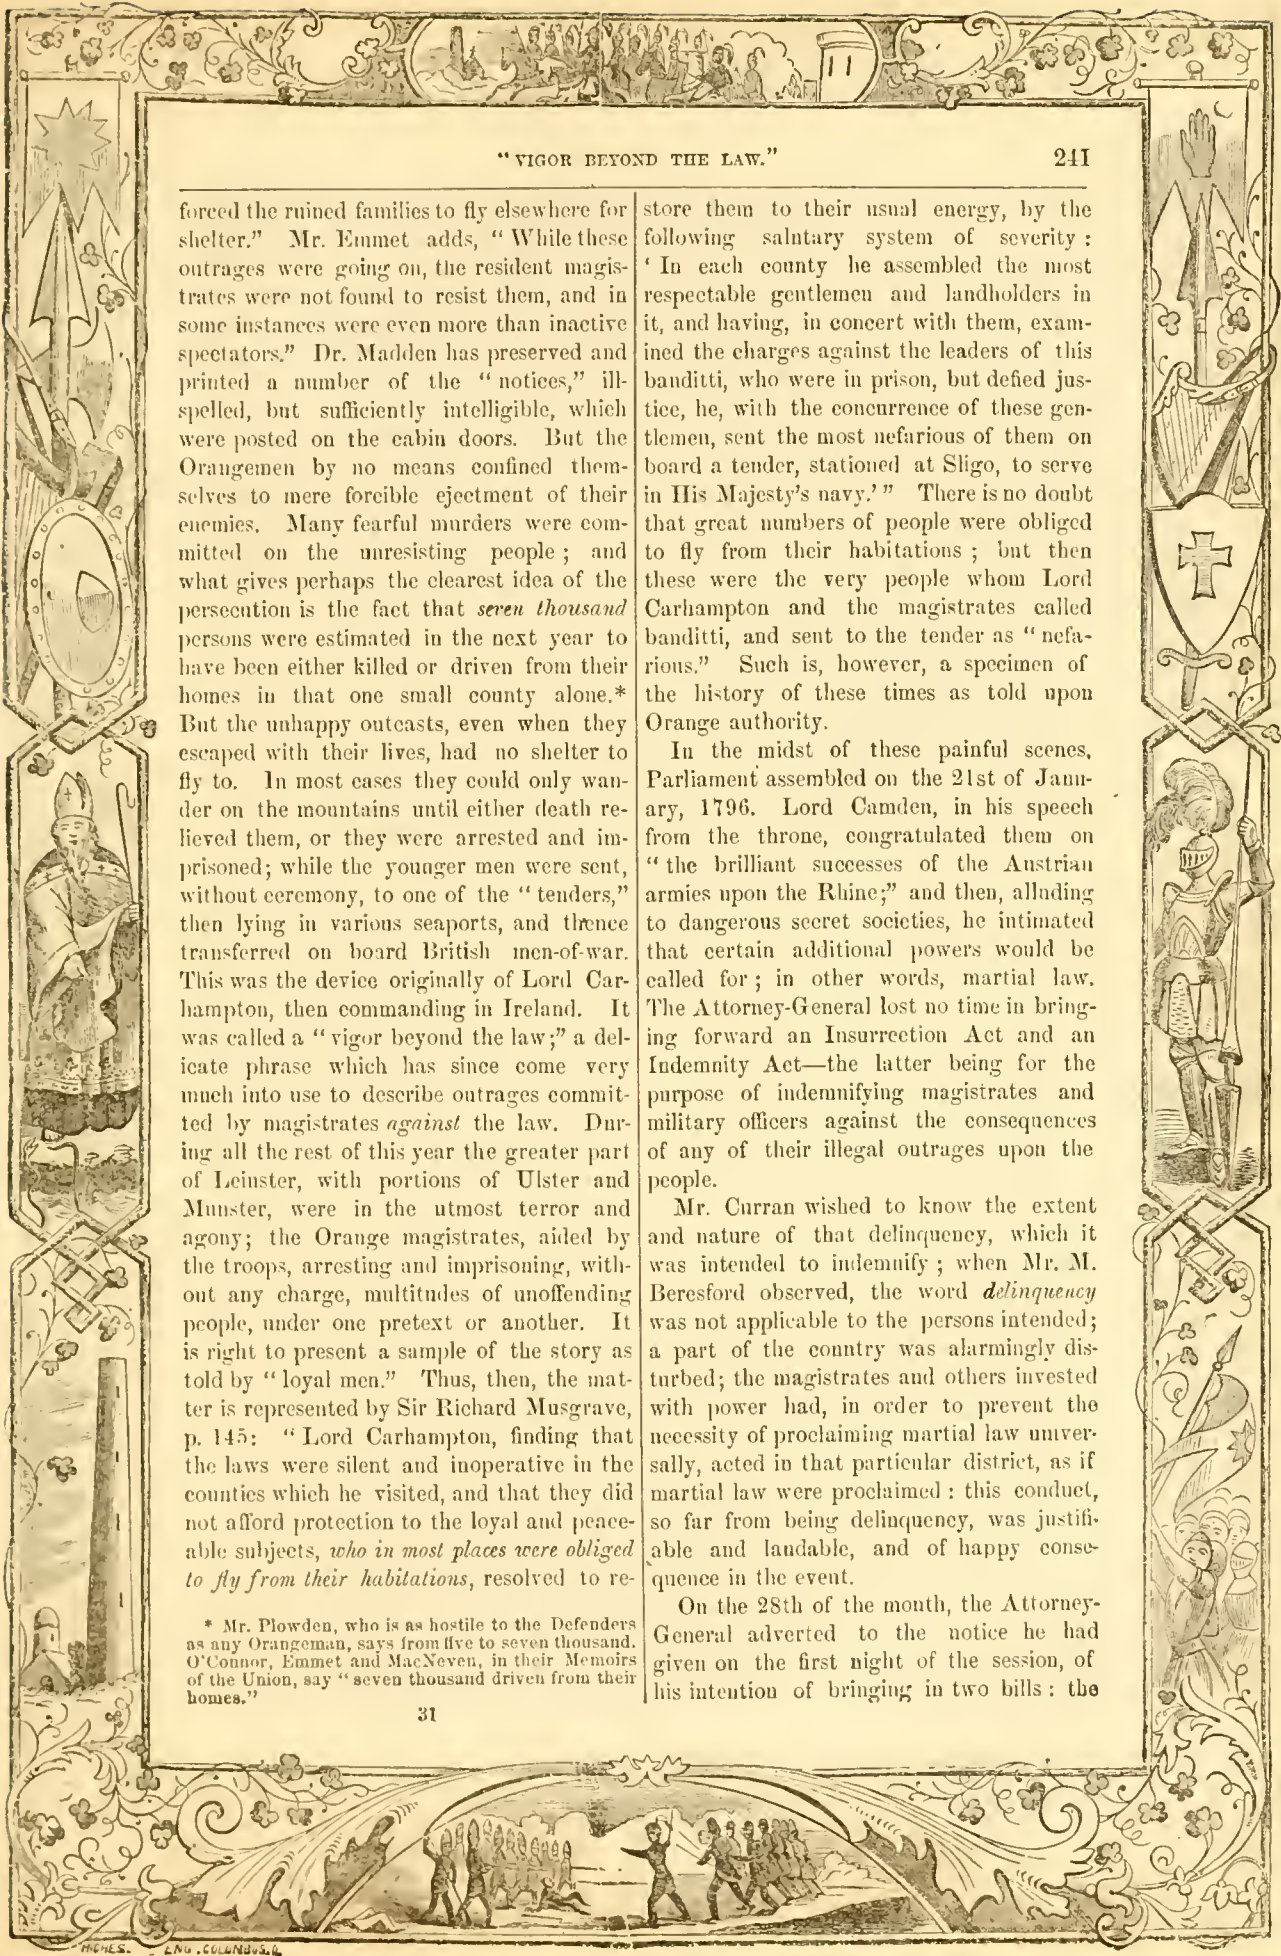 "VIGOR BEYOND THE LAW."
241
forced the ruined families to fly elsewhere for
shelter." Mr. Emmet adds, "While these
outrages were going on, the resident magis-
trates were not found to resist them, and in
some instances were even more than inactive
spectators." Dr. Madden has preserved and
printed a number of the "notices," ill-
spelled, but sufficiently intelligible, which
were posted on the cabin doors. But the
Orangemen by no means confined them-
selves to mere forcible ejectment of their
enemies. Many fearful murders were com-
mitted on the unresisting people; and
what gives perhaps the clearest idea of the
persecution is the fact that seven thousand
persons were estimated in the next year to
have been either killed or driven from their
homes in that one small county alone.*
But the unhappy outcasts, even when they
escaped with their lives, had no shelter to
fly to. In most cases they could only wan-
der on the mountains until either death re-
lieved them, or they were arrested and im-
prisoned; while the younger men were sent,
without ceremony, to one of the "tenders,"
then lying in various seaports, and thence
transferred on board British men-of-war.
This was the device originally of Lord Car-
hampton, then commanding in Ireland. It
was called a "vigor beyond the law;" a del-
icate phrase which has since come very
much into use to describe outrages commit-
ted by magistrates against the law. Dur-
ing all the rest of this year the greater part
of Leinster, with portions of Ulster and
Munster, were in the utmost terror and
agony; the Orange magistrates, aided by
the troops, arresting and imprisoning, with-
out any charge, multitudes of unoffending
people, under one pretext or another. It
is right to present a sample of the story as
told by "loyal men." Thus, then, the mat-
ter is represented by Sir Richard Musgrave,
p. 145: "Lord Carhampton, finding that
the laws were silent and inoperative in the
counties which he visited, and that they did
not afford protection to the loyal and peace-
able subjects, who in most places were obliged
to fly from their habitations, resolved to re-
* Mr. Plowden, who is as hostile to the Defenders
as any Orangeman, says from five to seven thousand.
O'Connor, Emmet and MacNeven, in their Memoirs
of the Union, say "seven thousand driven from their
homes."
31
store them to their usual energy, by the
following salutary system of severity:
'In each county he assembled the most
respectable gentlemen and landholders in
it, and having, in concert with them, exam-
ined the charges against the leaders of this
banditti, who were in prison, but defied jus-
tice, he, with the concurrence of these gen-
tlemen, sent the most nefarious of them on
board a tender, stationed at Sligo, to serve
in His Majesty's navy.'" There is no doubt
that great numbers of people were obliged
to fly from their habitations; but then
these were the very people whom Lord
Carhampton and the magistrates called
banditti, and sent to the tender as "nefa-
rious." Such is, however, a specimen of
the history of these times as told upon
Orange authority.
In the midst of these painful scenes,
Parliament assembled on the 21st of Janu-
ary, 1796. Lord Camden, in his speech
from the throne, congratulated them on
"the brilliant successes of the Austrian
armies upon the Rhine;" and then, alluding
to dangerous secret societies, he intimated
that certain additional powers would be
called for; in other words, martial law.
The Attorney-General lost no time in bring-
ing forward an Insurrection Act and an
Indemnity Act—the latter being for the
purpose of indemnifying magistrates and
military officers against the consequences
of any of their illegal outrages upon the
people.
Mr. Curran wished to know the extent
and nature of that delinquency, which it
was intended to indemnify; when Mr. M.
Beresford observed, the word delinquency
was not applicable to the persons intended;
a part of the country was alarmingly dis-
turbed; the magistrates and others invested
with power had, in order to prevent the
necessity of proclaiming martial law univer-
sally, acted in that particular district, as if
martial law were proclaimed: this conduct,
so far from being delinquency, was justifi-
able and laudable, and of happy conse-
quence in the event.
On the 28th of the month, the Attorney-
General adverted to the notice he had
given on the first night of the session, of
his intention of bringing in two bills: the
ENG. COLUMBUS.O.